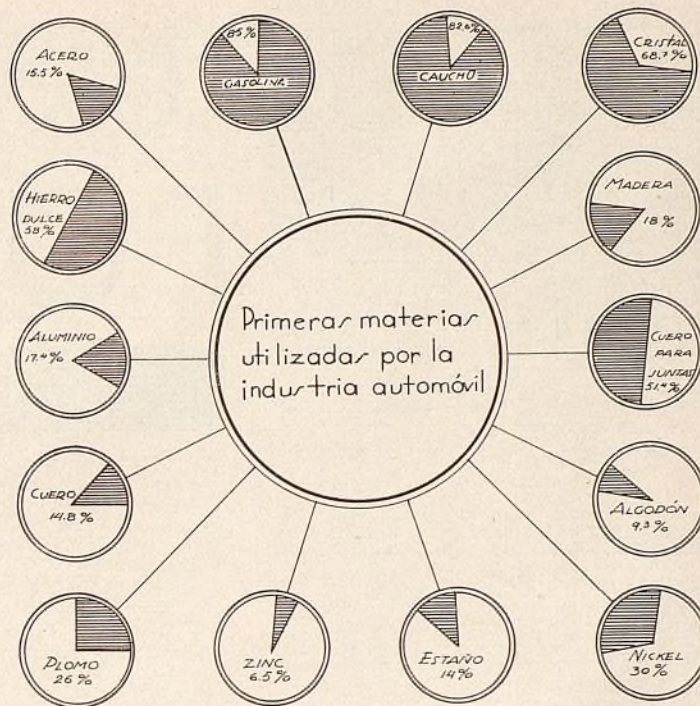 ACERO
15.5%
85%
GASOLINA
82.6%
CAUCHÚ
CRISTAL
68.7%
HIERRO
DULCE
58%
MADERA
18%
Primeras materias
utilizadas por la
industria automóvil
ALUMINIO
17.4%
CUERO
PARA
JUNTAS
51.4%
CUERO
14.8%
ALGODÓN
9.3%
PLOMO
26%
ZINC
6.5%
ESTAÑO
14%
NICKEL
30%